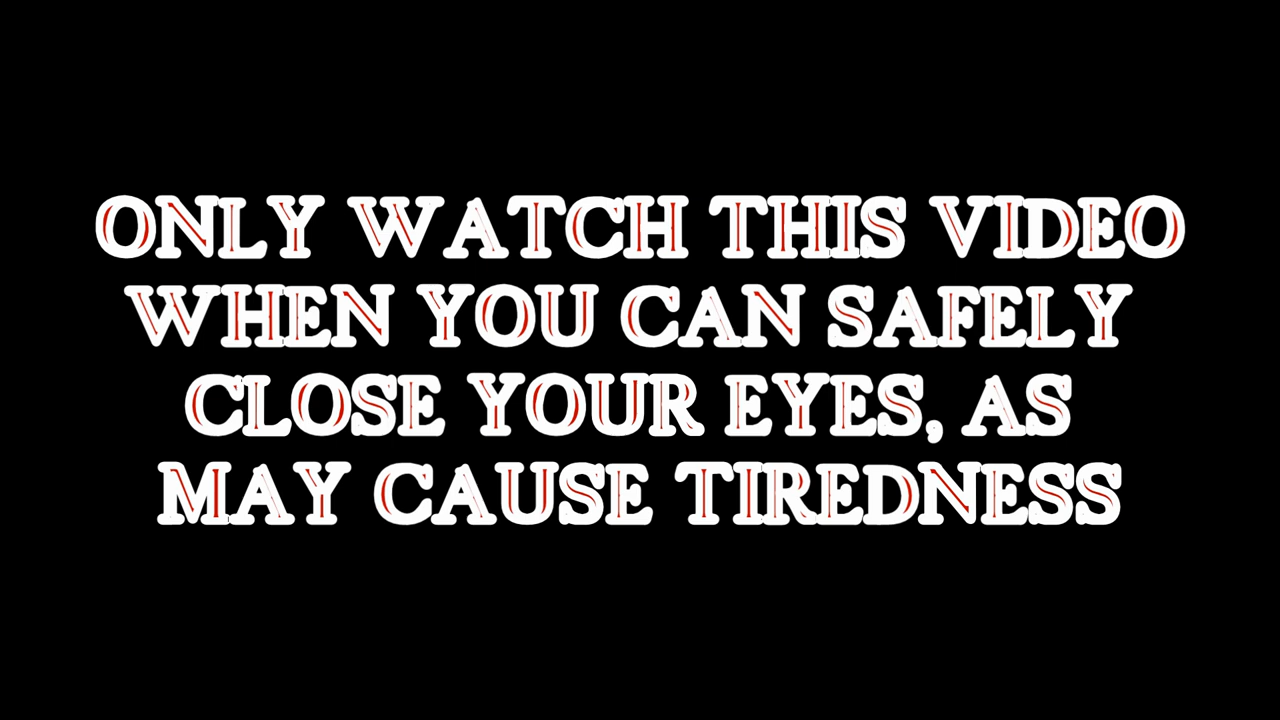 ONLY WATCH THIS VIDEO
WHEN YOU CAN SAFELY
CLOSE YOUR EYES, AS
MAY CAUSE TIREDNESS